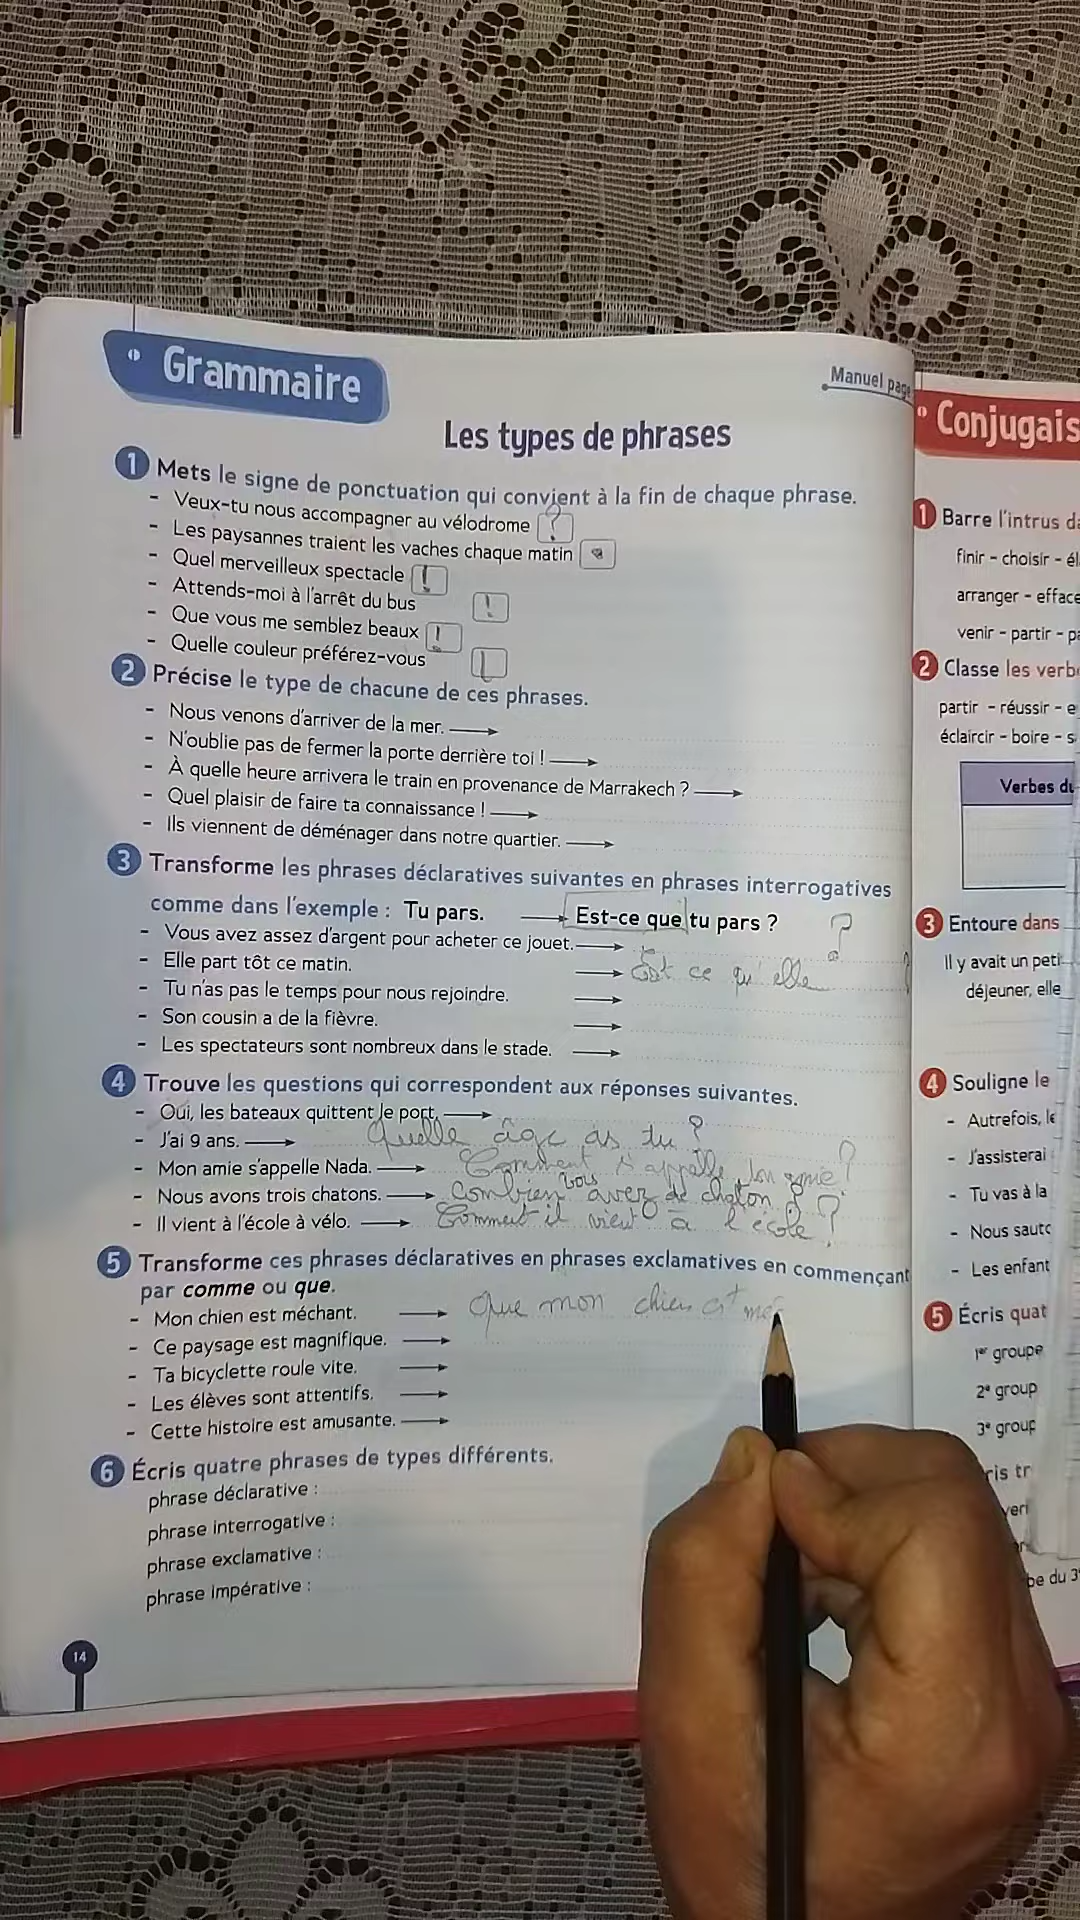 Grammaire
Manuel page
Les types de phrases
1 Mets le signe de ponctuation qui convient à la fin de chaque phrase.
- Veux-tu nous accompagner au vélodrome ?
- Les paysannes traient les vaches chaque matin .
- Quel merveilleux spectacle !
- Attends-moi à l'arrêt du bus !
- Que vous me semblez beaux !
- Quelle couleur préférez-vous
2 Précise le type de chacune de ces phrases.
- Nous venons d'arriver de la mer. →
- N'oublie pas de fermer la porte derrière toi ! →
- À quelle heure arrivera le train en provenance de Marrakech ? →
- Quel plaisir de faire ta connaissance ! →
- Ils viennent de déménager dans notre quartier. →
3 Transforme les phrases déclaratives suivantes en phrases interrogatives
comme dans l'exemple : Tu pars. → Est-ce que tu pars ?
- Vous avez assez d'argent pour acheter ce jouet. → ?
- Elle part tôt ce matin. → Est ce qu'elle
- Tu n'as pas le temps pour nous rejoindre. →
- Son cousin a de la fièvre. →
- Les spectateurs sont nombreux dans le stade. →
4 Trouve les questions qui correspondent aux réponses suivantes.
- Oui, les bateaux quittent le port. →
- J'ai 9 ans. → Quelle âge as tu ?
- Mon amie s'appelle Nada. → Comment s'appelle ton amie ?
- Nous avons trois chatons. → Combien vous avez de chaton ?
- Il vient à l'école à vélo. → Comment il vient à l'école ?
5 Transforme ces phrases déclaratives en phrases exclamatives en commençant
par comme ou que.
- Mon chien est méchant. → que mon chien est mé
- Ce paysage est magnifique. →
- Ta bicyclette roule vite. →
- Les élèves sont attentifs. →
- Cette histoire est amusante. →
6 Écris quatre phrases de types différents.
phrase déclarative :
phrase interrogative :
phrase exclamative :
phrase impérative :
14
Conjugais
1 Barre l'intrus da
finir - choisir - él
arranger - efface
venir - partir - pa
2 Classe les verbe
partir - réussir - e
éclaircir - boire - s
Verbes du
3 Entoure dans
Il y avait un peti
déjeuner, elle
4 Souligne le
- Autrefois, le
- J'assisterai
- Tu vas à la
- Nous sauto
- Les enfant
5 Écris quat
1er groupe
2e group
3e group
ris tr
ver
be du 3